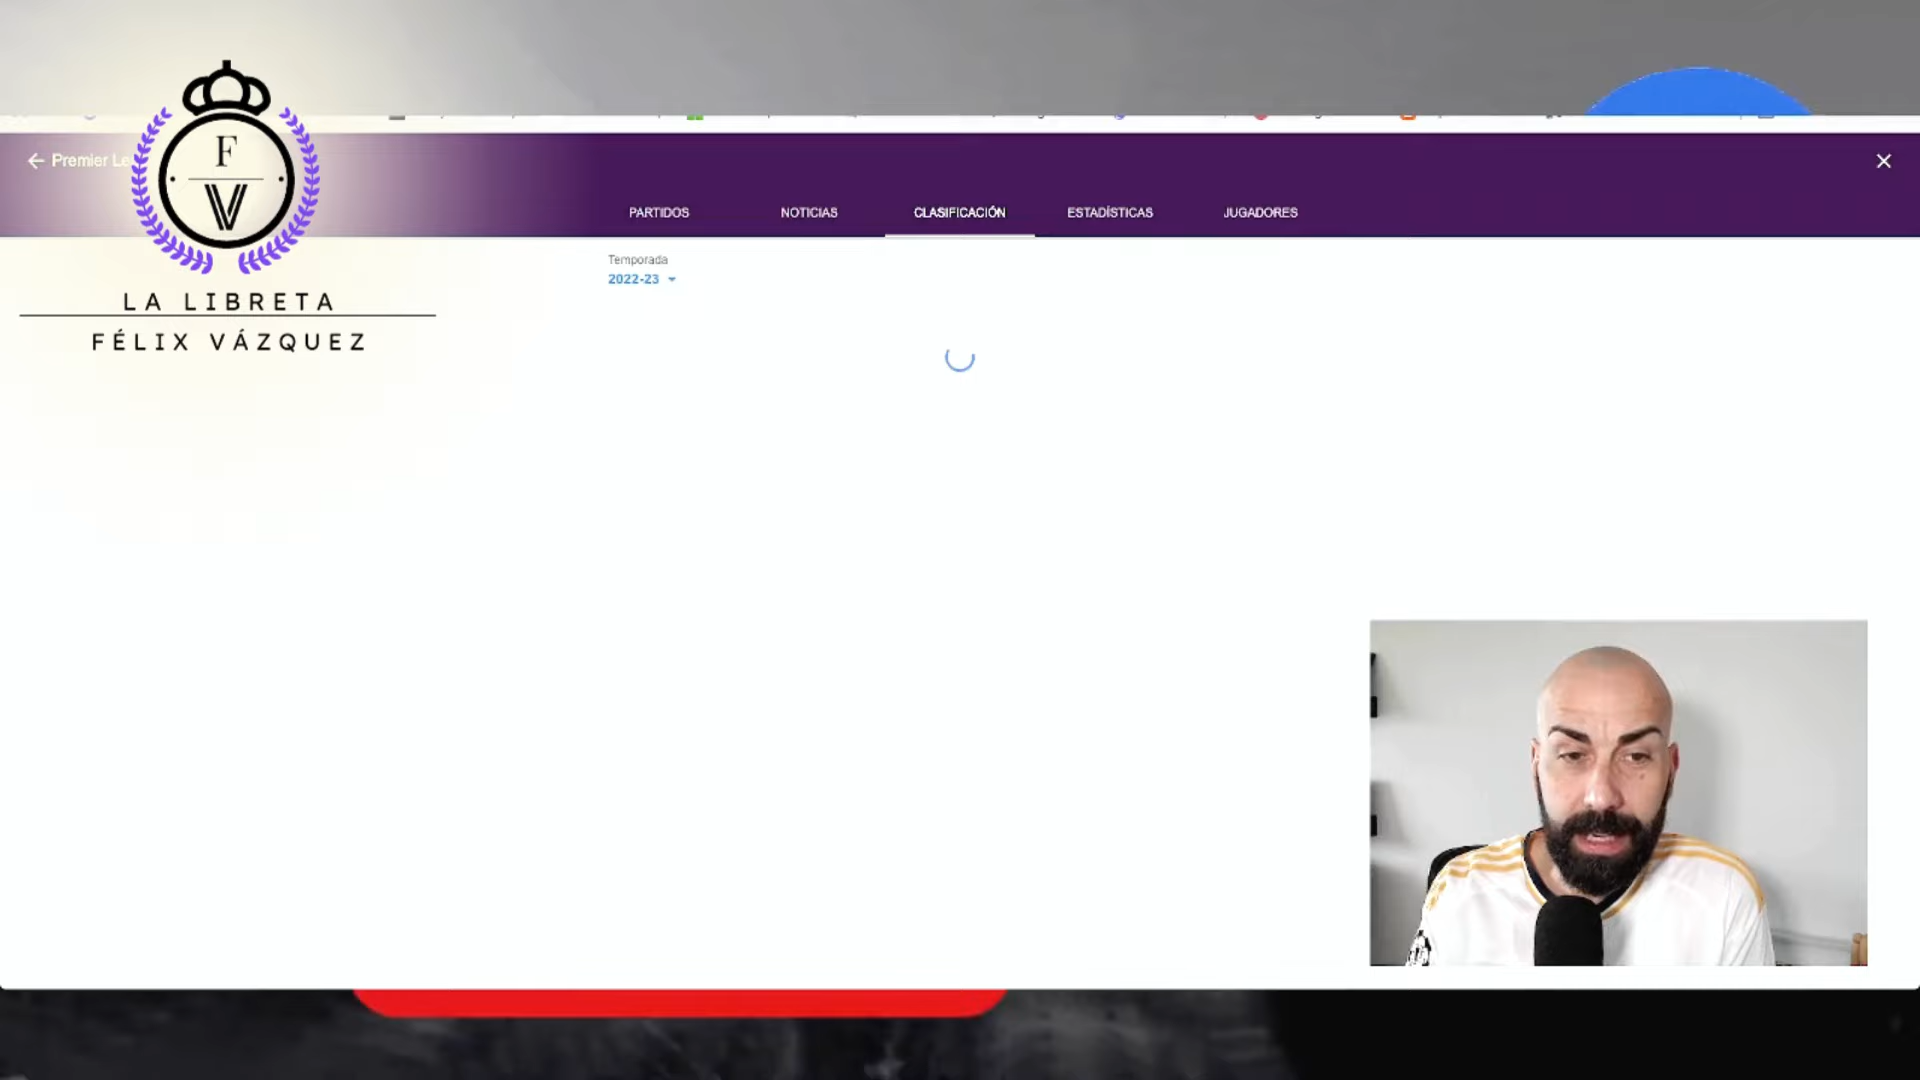 Premier Le
PARTIDOS
NOTICIAS
CLASIFICACIÓN
ESTADÍSTICAS
JUGADORES
F
V
Temporada
2022-23
LA LIBRETA
FÉLIX VÁZQUEZ